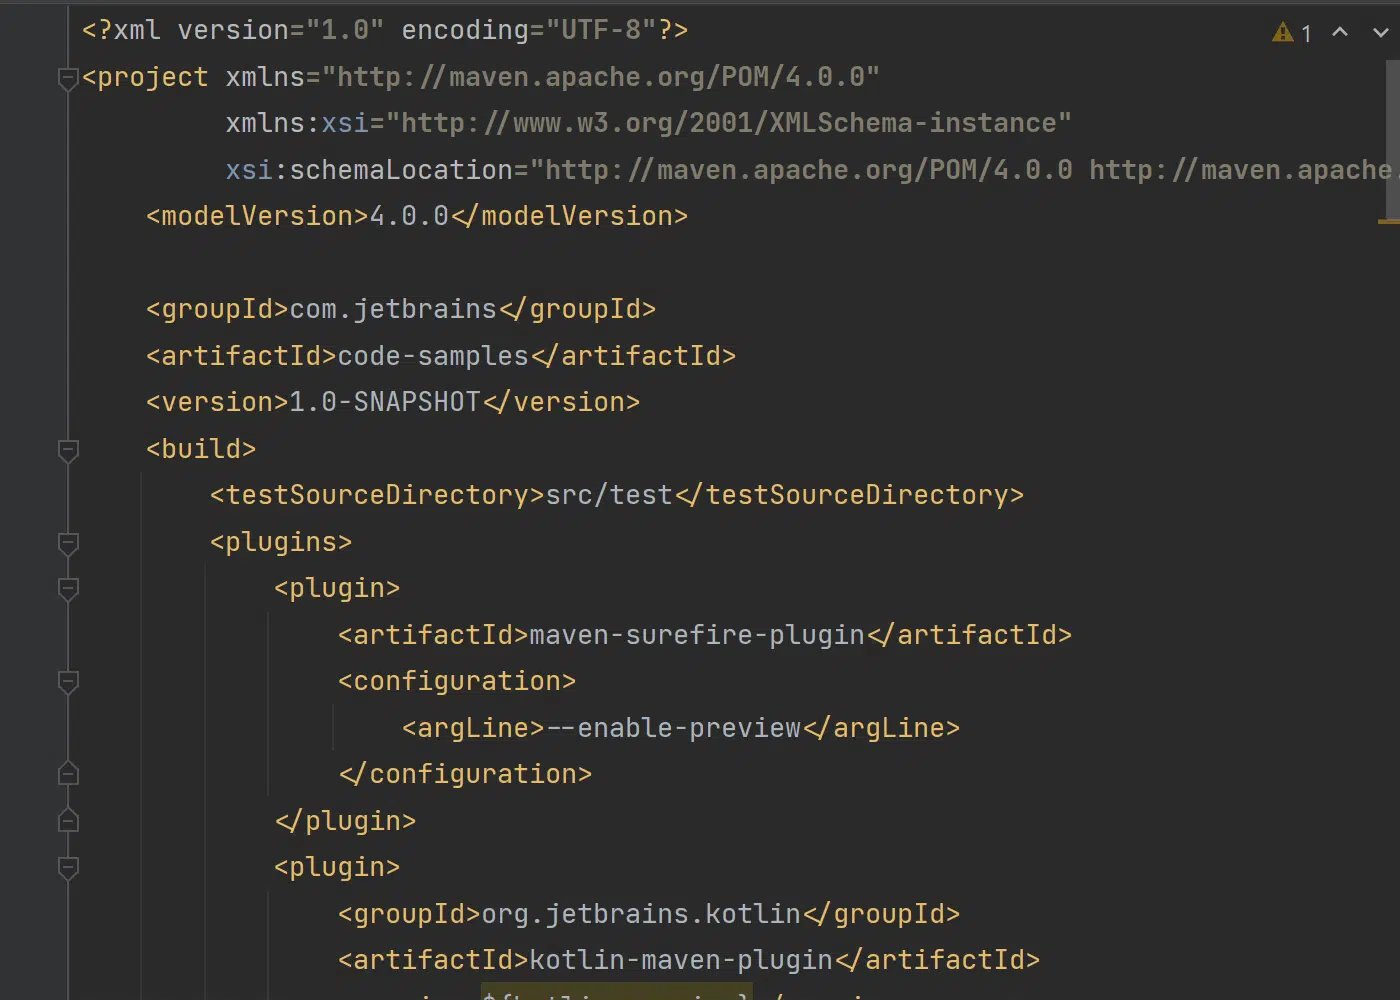 <?xml version="1.0" encoding="UTF-8"?>
1
<project xmlns="http://maven.apache.org/POM/4.0.0"
xmlns:xsi="http://www.w3.org/2001/XMLSchema-instance"
xsi:schemaLocation="http://maven.apache.org/POM/4.0.0 http://maven.apache.
<modelVersion>4.0.0</modelVersion>
<groupId>com.jetbrains</groupId>
<artifactId>code-samples</artifactId>
<version>1.0-SNAPSHOT</version>
<build>
<testSourceDirectory>src/test</testSourceDirectory>
<plugins>
<plugin>
<artifactId>maven-surefire-plugin</artifactId>
<configuration>
<argLine>--enable-preview</argLine>
</configuration>
</plugin>
<plugin>
<groupId>org.jetbrains.kotlin</groupId>
<artifactId>kotlin-maven-plugin</artifactId>